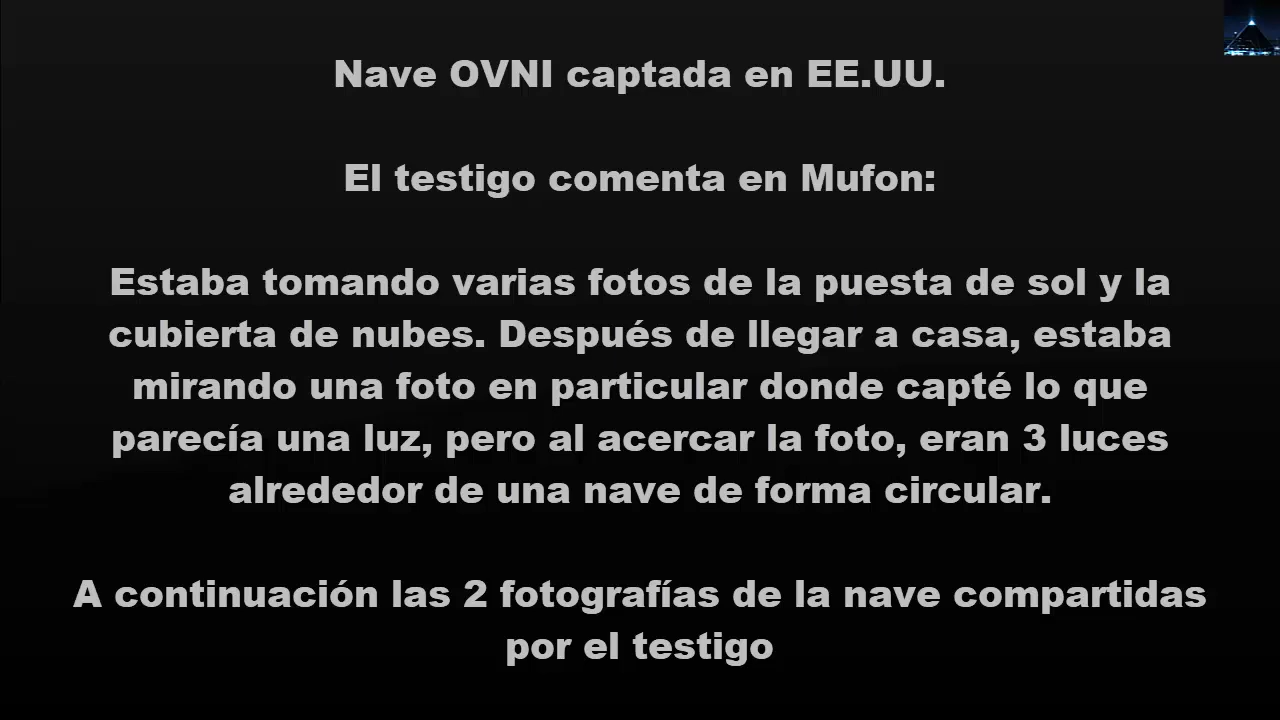 Nave OVNI captada en EE.UU.
El testigo comenta en Mufon:
Estaba tomando varias fotos de la puesta de sol y la
cubierta de nubes. Después de llegar a casa, estaba
mirando una foto en particular donde capté lo que
parecía una luz, pero al acercar la foto, eran 3 luces
alrededor de una nave de forma circular.
A continuación las 2 fotografías de la nave compartidas
por el testigo